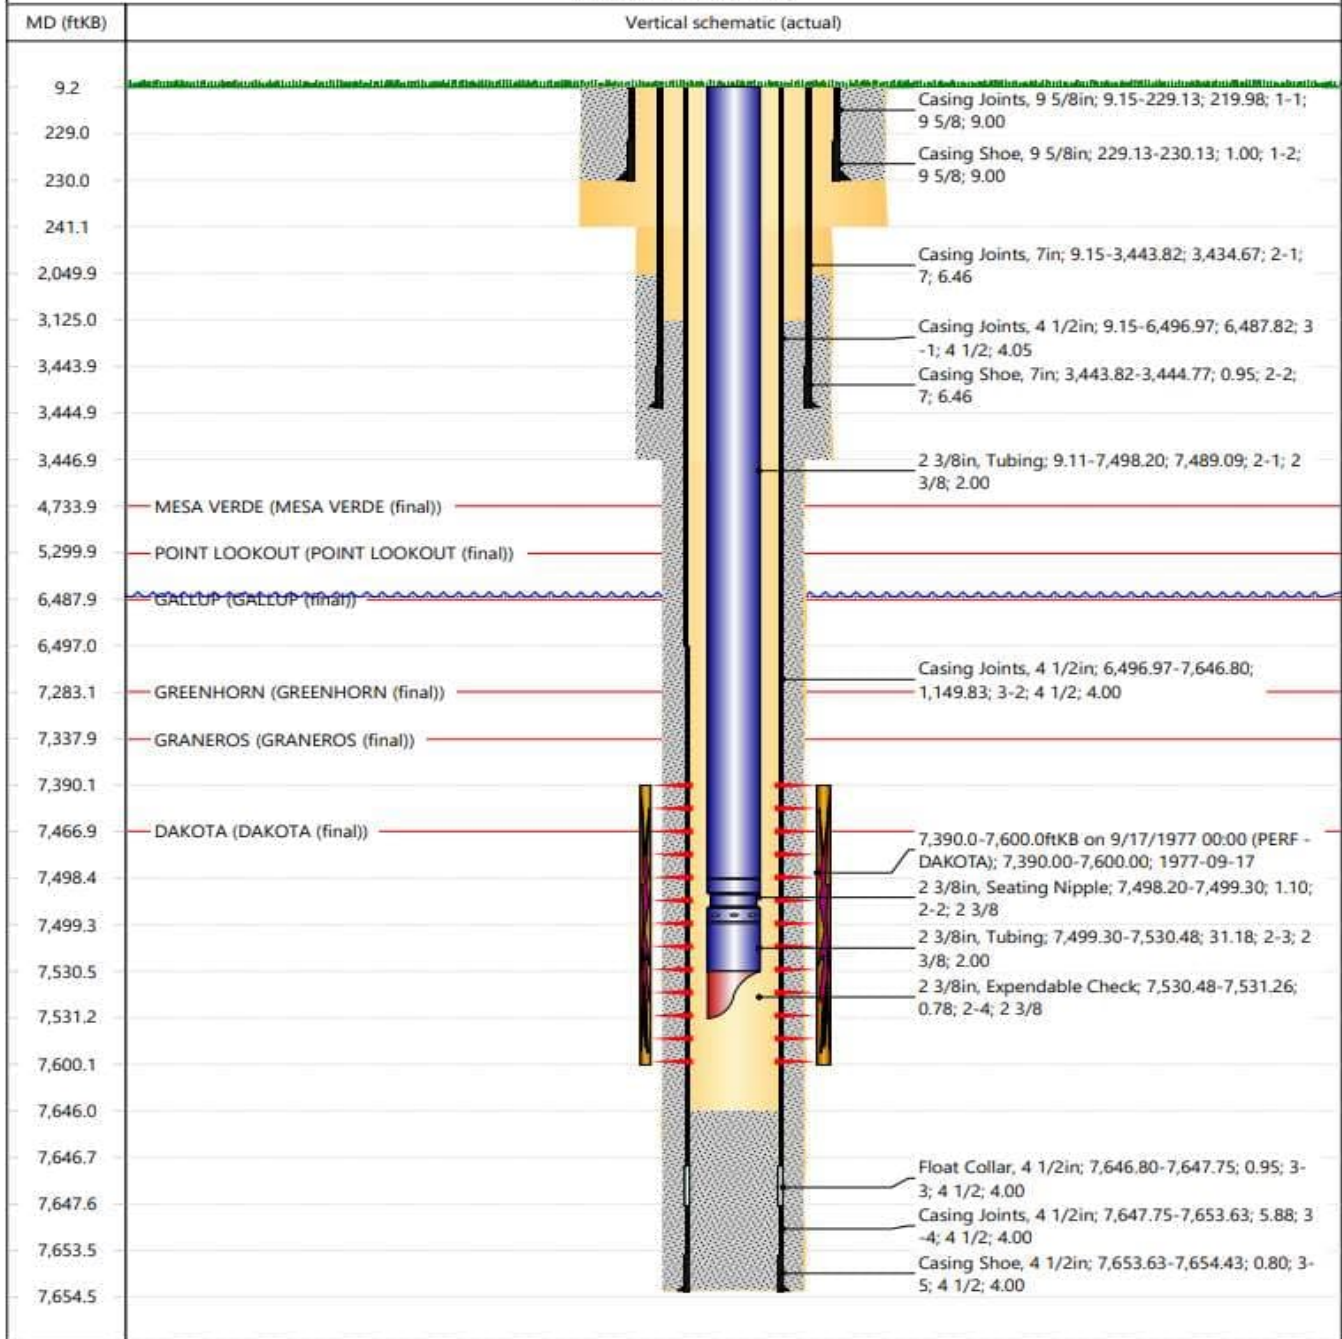 MD (ftKB)
Vertical schematic (actual)
9.2
Casing Joints, 9 5/8in; 9.15-229.13; 219.98; 1-1;
9 5/8; 9.00
229.0
Casing Shoe, 9 5/8in; 229.13-230.13; 1.00; 1-2;
9 5/8; 9.00
230.0
241.1
Casing Joints, 7in; 9.15-3,443.82; 3,434.67; 2-1;
7; 6.46
2,049.9
3,125.0
Casing Joints, 4 1/2in; 9.15-6,496.97; 6,487.82; 3
-1; 4 1/2; 4.05
3,443.9
Casing Shoe, 7in; 3,443.82-3,444.77; 0.95; 2-2;
7; 6.46
3,444.9
3,446.9
2 3/8in, Tubing; 9.11-7,498.20; 7,489.09; 2-1; 2
3/8; 2.00
4,733.9
MESA VERDE (MESA VERDE (final))
5,299.9
POINT LOOKOUT (POINT LOOKOUT (final))
6,487.9
GALLUP (GALLUP (final))
6,497.0
Casing Joints, 4 1/2in; 6,496.97-7,646.80;
1,149.83; 3-2; 4 1/2; 4.00
7,283.1
GREENHORN (GREENHORN (final))
7,337.9
GRANEROS (GRANEROS (final))
7,390.1
7,466.9
DAKOTA (DAKOTA (final))
7,390.0-7,600.0ftKB on 9/17/1977 00:00 (PERF -
DAKOTA); 7,390.00-7,600.00; 1977-09-17
7,498.4
2 3/8in, Seating Nipple; 7,498.20-7,499.30; 1.10;
2-2; 2 3/8
7,499.3
2 3/8in, Tubing; 7,499.30-7,530.48; 31.18; 2-3; 2
3/8; 2.00
7,530.5
2 3/8in, Expendable Check; 7,530.48-7,531.26;
0.78; 2-4; 2 3/8
7,531.2
7,600.1
7,646.0
7,646.7
Float Collar, 4 1/2in; 7,646.80-7,647.75; 0.95; 3-
3; 4 1/2; 4.00
7,647.6
Casing Joints, 4 1/2in; 7,647.75-7,653.63; 5.88; 3
-4; 4 1/2; 4.00
7,653.5
Casing Shoe, 4 1/2in; 7,653.63-7,654.43; 0.80; 3-
5; 4 1/2; 4.00
7,654.5